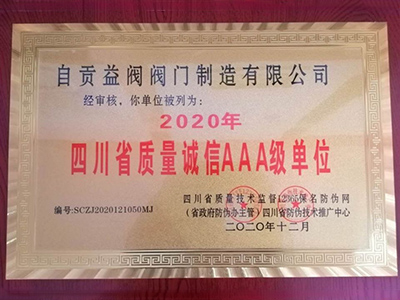 自贡益阀阀门制造有限公司
经审核，你单位被列为：
2020年
四川省质量诚信AAA级单位
四川省质量技术监督12365保名防伪网
（省政府防伪办主管）四川省防伪技术推广中心
编号：SCZJ2020121050MJ
二〇二〇年十二月